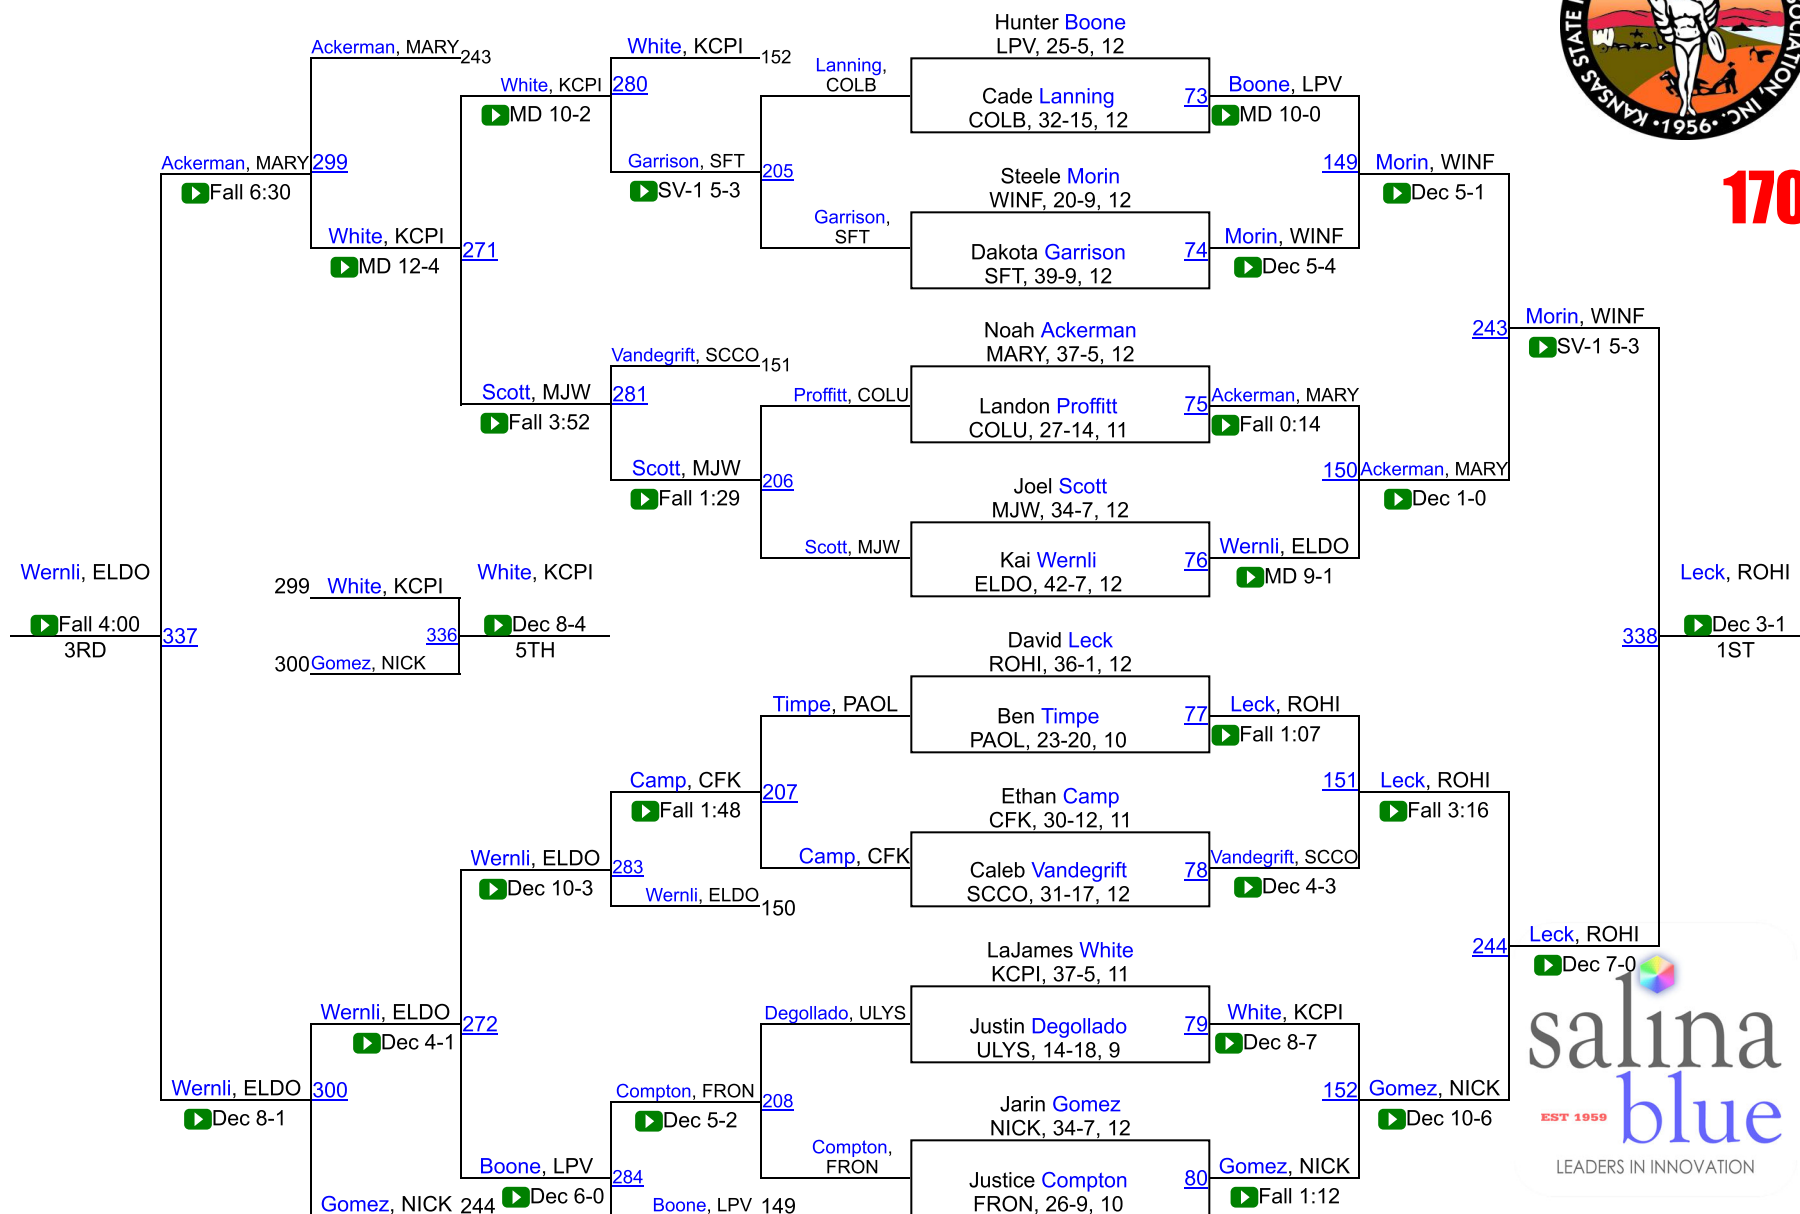 Hunter Boone
LPV, 25-5, 12
Cade Lanning
COLB, 32-15, 12
Steele Morin
WINF, 20-9, 12
Dakota Garrison
SFT, 39-9, 12
Noah Ackerman
MARY, 37-5, 12
Landon Proffitt
COLU, 27-14, 11
Joel Scott
MJW, 34-7, 12
Kai Wernli
ELDO, 42-7, 12
David Leck
ROHI, 36-1, 12
Ben Timpe
PAOL, 23-20, 10
Ethan Camp
CFK, 30-12, 11
Caleb Vandegrift
SCCO, 31-17, 12
LaJames White
KCPI, 37-5, 11
Justin Degollado
ULYS, 14-18, 9
Jarin Gomez
NICK, 34-7, 12
Justice Compton
FRON, 26-9, 10
73
Boone, LPV
MD 10-0
74
Morin, WINF
Dec 5-4
75
Ackerman, MARY
Fall 0:14
76
Wernli, ELDO
MD 9-1
77
Leck, ROHI
Fall 1:07
78
Vandegrift, SCCO
Dec 4-3
79
White, KCPI
Dec 8-7
80
Gomez, NICK
Fall 1:12
149
Morin, WINF
Dec 5-1
150
Ackerman, MARY
Dec 1-0
151
Leck, ROHI
Fall 3:16
152
Gomez, NICK
Dec 10-6
243
Morin, WINF
SV-1 5-3
244
Leck, ROHI
Dec 7-0
338
Leck, ROHI
Dec 3-1
1ST
Lanning,
COLB
Garrison,
SFT
Proffitt, COLU
Scott, MJW
Timpe, PAOL
Camp, CFK
Degollado, ULYS
Compton,
FRON
White, KCPI
152
205
Garrison, SFT
SV-1 5-3
Vandegrift, SCCO
151
206
Scott, MJW
Fall 1:29
207
Camp, CFK
Fall 1:48
Wernli, ELDO
150
208
Compton, FRON
Dec 5-2
Boone, LPV 149
280
White, KCPI
MD 10-2
281
Scott, MJW
Fall 3:52
283
Wernli, ELDO
Dec 10-3
284
Boone, LPV
Dec 6-0
Ackerman, MARY
243
271
White, KCPI
MD 12-4
272
Wernli, ELDO
Dec 4-1
Gomez, NICK 244
299
Ackerman, MARY
Fall 6:30
300
Wernli, ELDO
Dec 8-1
337
Wernli, ELDO
Fall 4:00
3RD
299 White, KCPI
300 Gomez, NICK
336
White, KCPI
Dec 8-4
5TH
170
KANSAS STATE
SOCIATION, INC.
•1956•
salina
EST 1959
blue
LEADERS IN INNOVATION